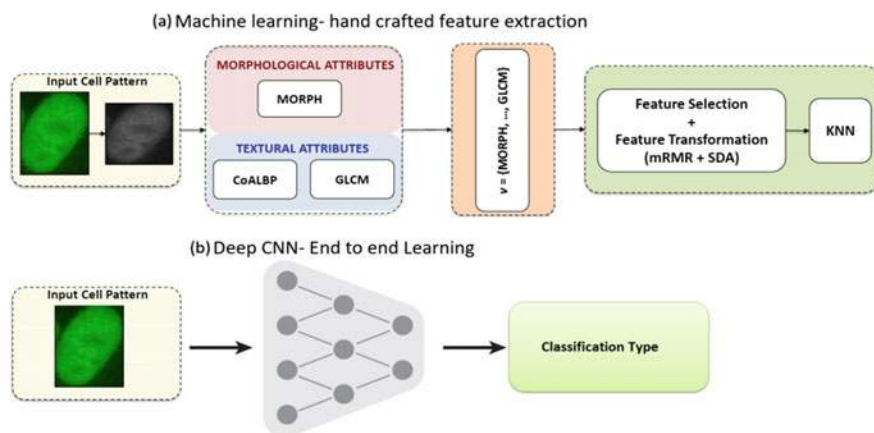 (a) Machine learning- hand crafted feature extraction
Input Cell Pattern
MORPHOLOGICAL ATTRIBUTES
MORPH
TEXTURAL ATTRIBUTES
CoALBP
GLCM
v = {MORPH, ..., GLCM}
Feature Selection
+
Feature Transformation
(mRMR + SDA)
KNN
(b) Deep CNN- End to end Learning
Input Cell Pattern
Classification Type